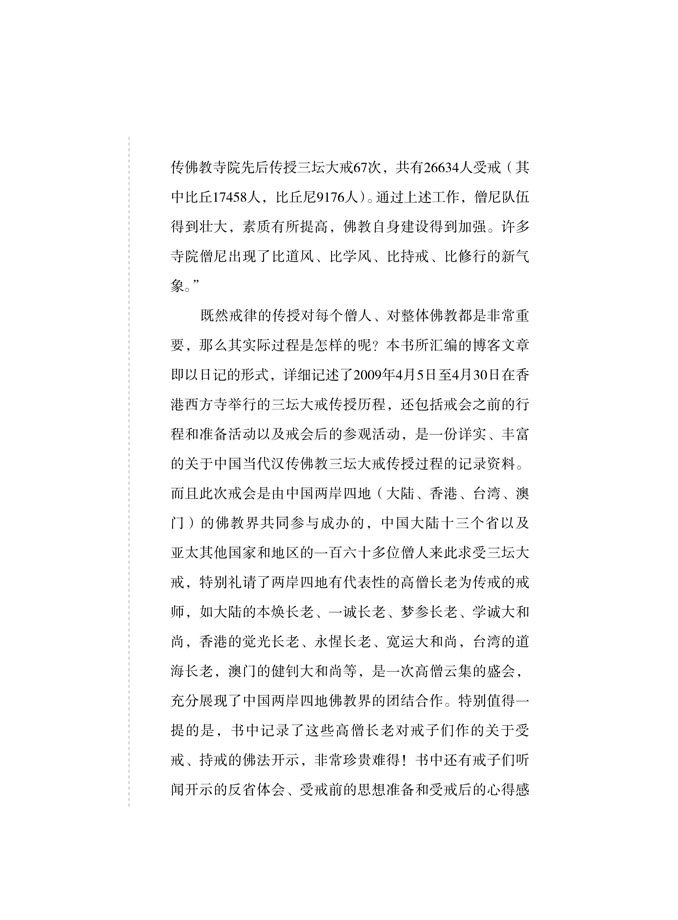 传佛教寺院先后传授三坛大戒67次，共有26634人受戒（其
中比丘17458人，比丘尼9176人）。通过上述工作，僧尼队伍
得到壮大，素质有所提高，佛教自身建设得到加强。许多
寺院僧尼出现了比道风、比学风、比持戒、比修行的新气
象。”
既然戒律的传授对每个僧人、对整体佛教都是非常重
要，那么其实际过程是怎样的呢？本书所汇编的博客文章
即以日记的形式，详细记述了2009年4月5日至4月30日在香
港西方寺举行的三坛大戒传授历程，还包括戒会之前的行
程和准备活动以及戒会后的参观活动，是一份详实、丰富
的关于中国当代汉传佛教三坛大戒传授过程的记录资料。
而且此次戒会是由中国两岸四地（大陆、香港、台湾、澳
门）的佛教界共同参与成办的，中国大陆十三个省以及
亚太其他国家和地区的一百六十多位僧人来此求受三坛大
戒，特别礼请了两岸四地有代表性的高僧长老为传戒的戒
师，如大陆的本焕长老、一诚长老、梦参长老、学诚大和
尚，香港的觉光长老、永惺长老、宽运大和尚，台湾的道
海长老，澳门的健钊大和尚等，是一次高僧云集的盛会，
充分展现了中国两岸四地佛教界的团结合作。特别值得一
提的是，书中记录了这些高僧长老对戒子们作的关于受
戒、持戒的佛法开示，非常珍贵难得！书中还有戒子们听
闻开示的反省体会、受戒前的思想准备和受戒后的心得感